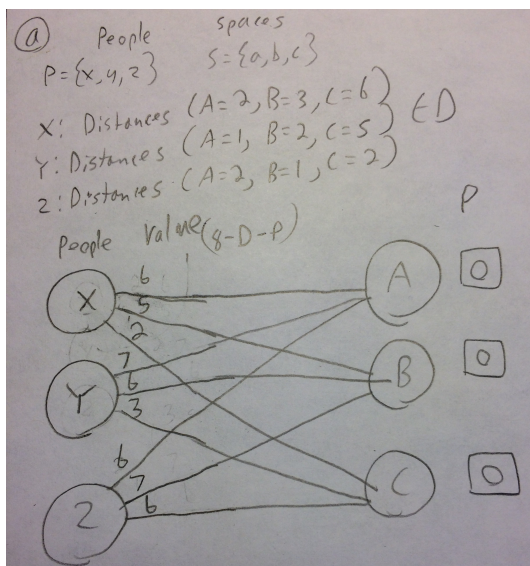 a People spaces
P={x,y,z} S={a,b,c}
X: Distances (A=2, B=3, C=6)
Y: Distances (A=1, B=2, C=5) } ∈D
Z: Distances (A=2, B=1, C=2)
P
People Value (8-D-P)
X 6 A 0
5
2
7
Y 6 B 0
3
6
7
Z 6 C 0